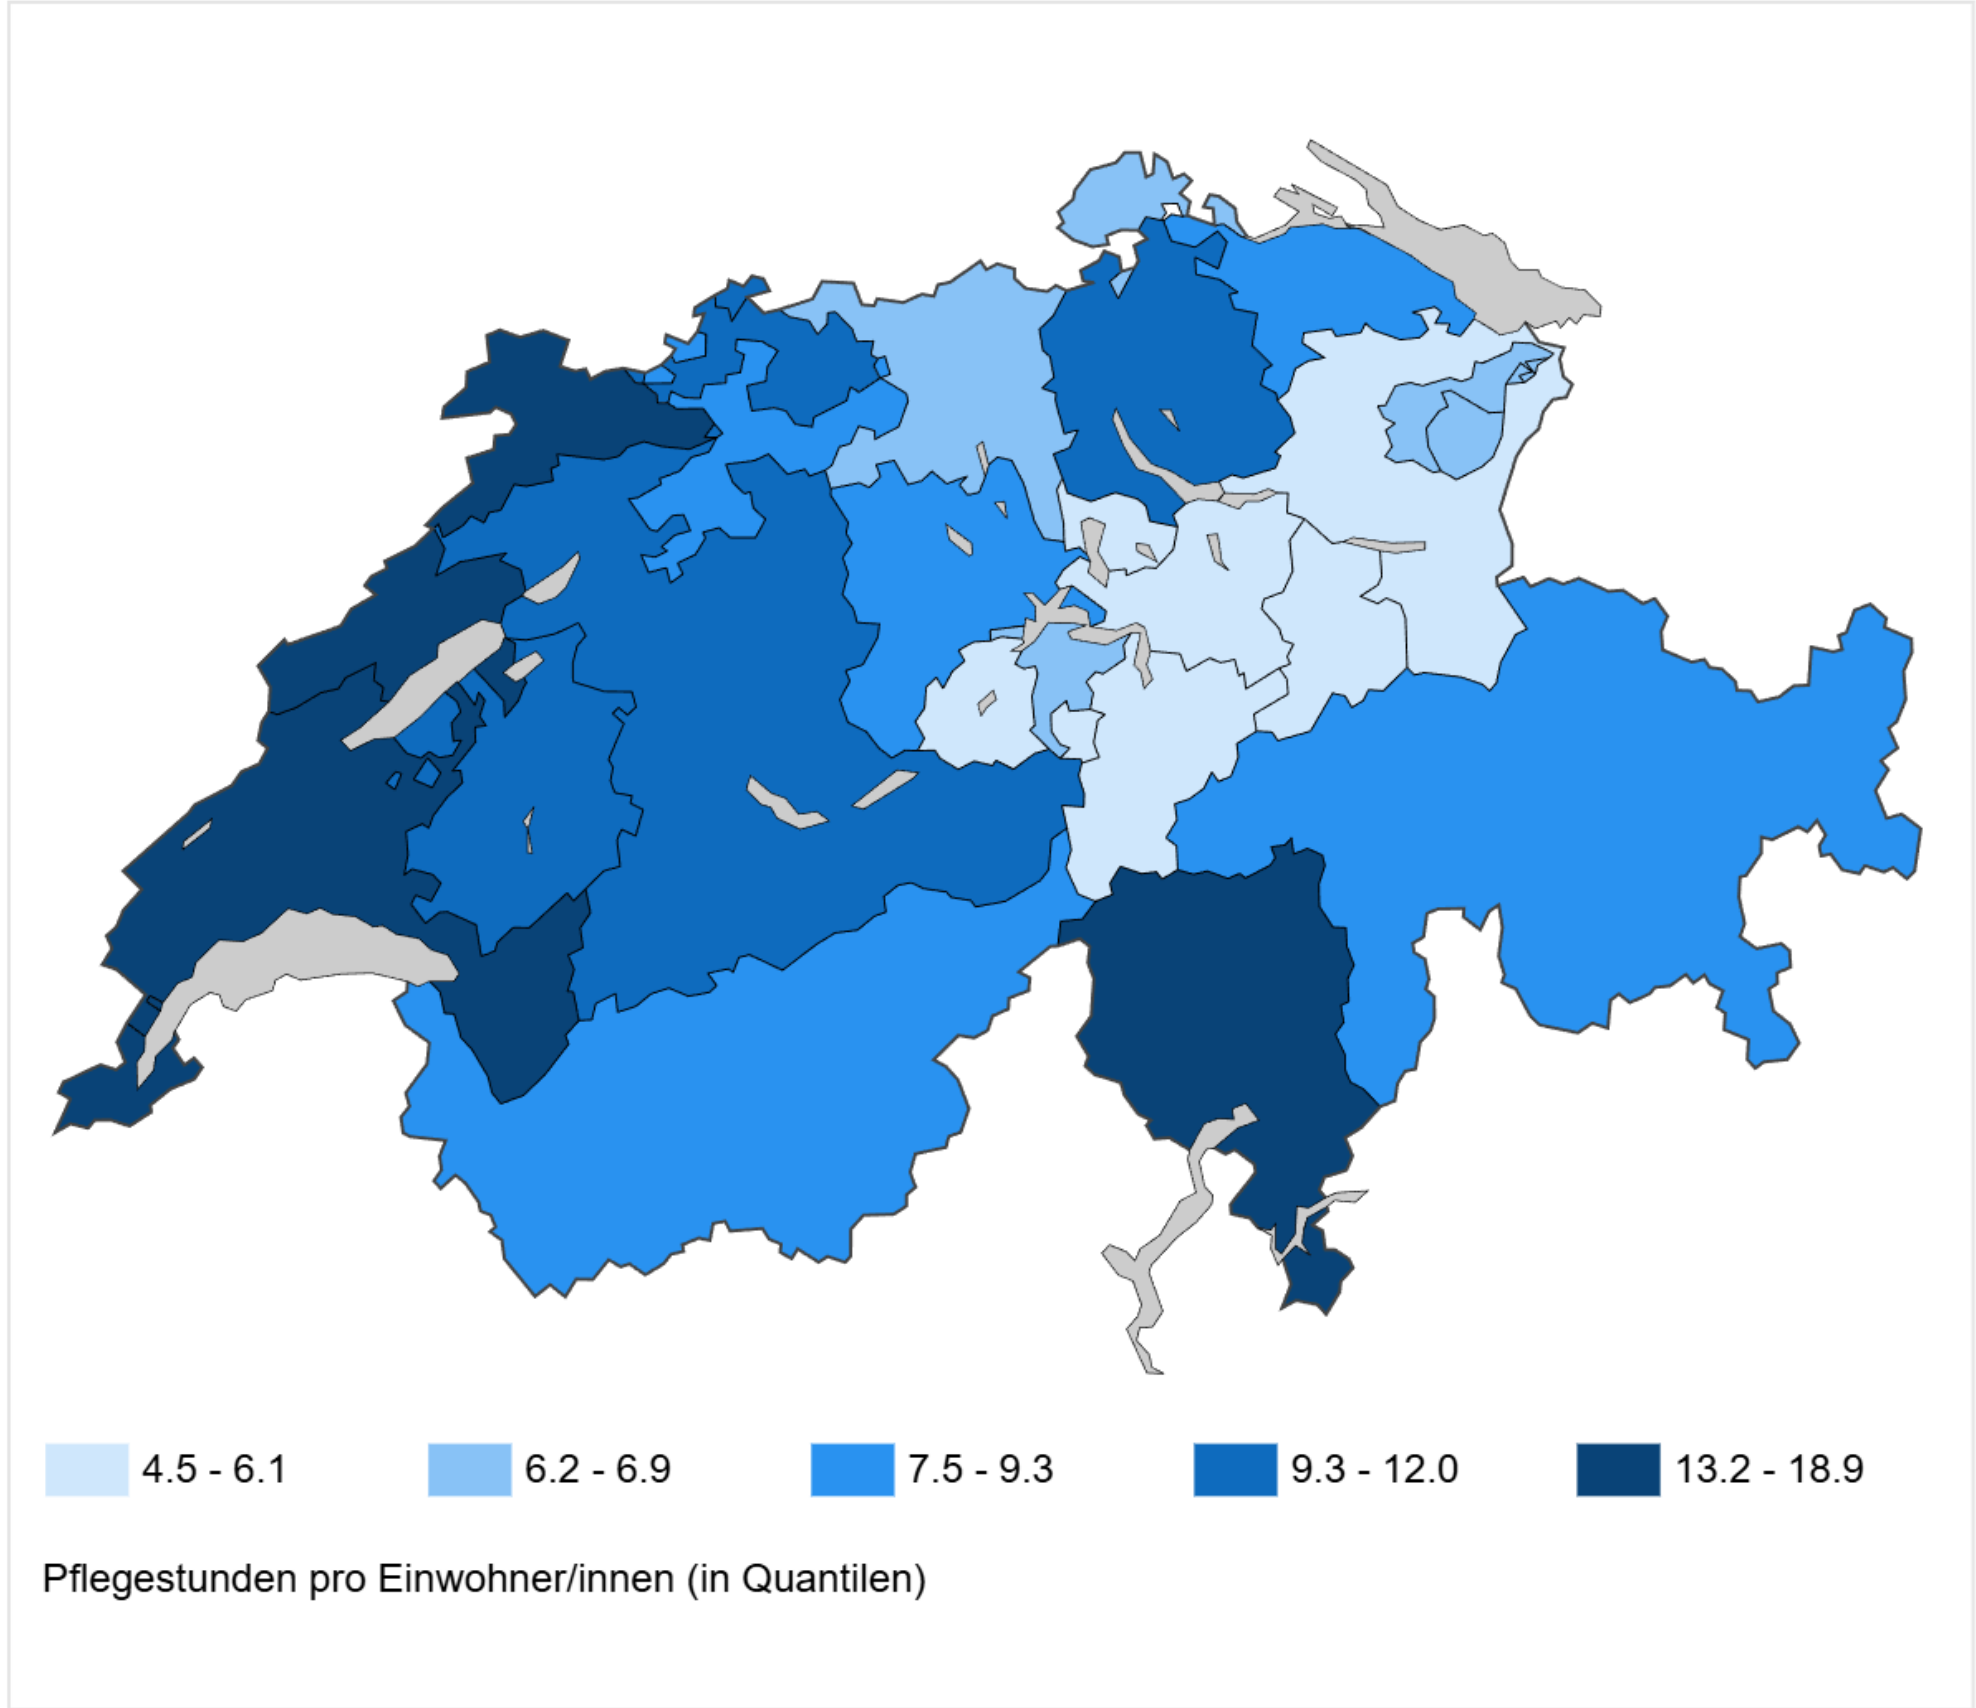 4.5 - 6.1 6.2 - 6.9 7.5 - 9.3 9.3 - 12.0 13.2 - 18.9
Pflegestunden pro Einwohner/innen (in Quantilen)